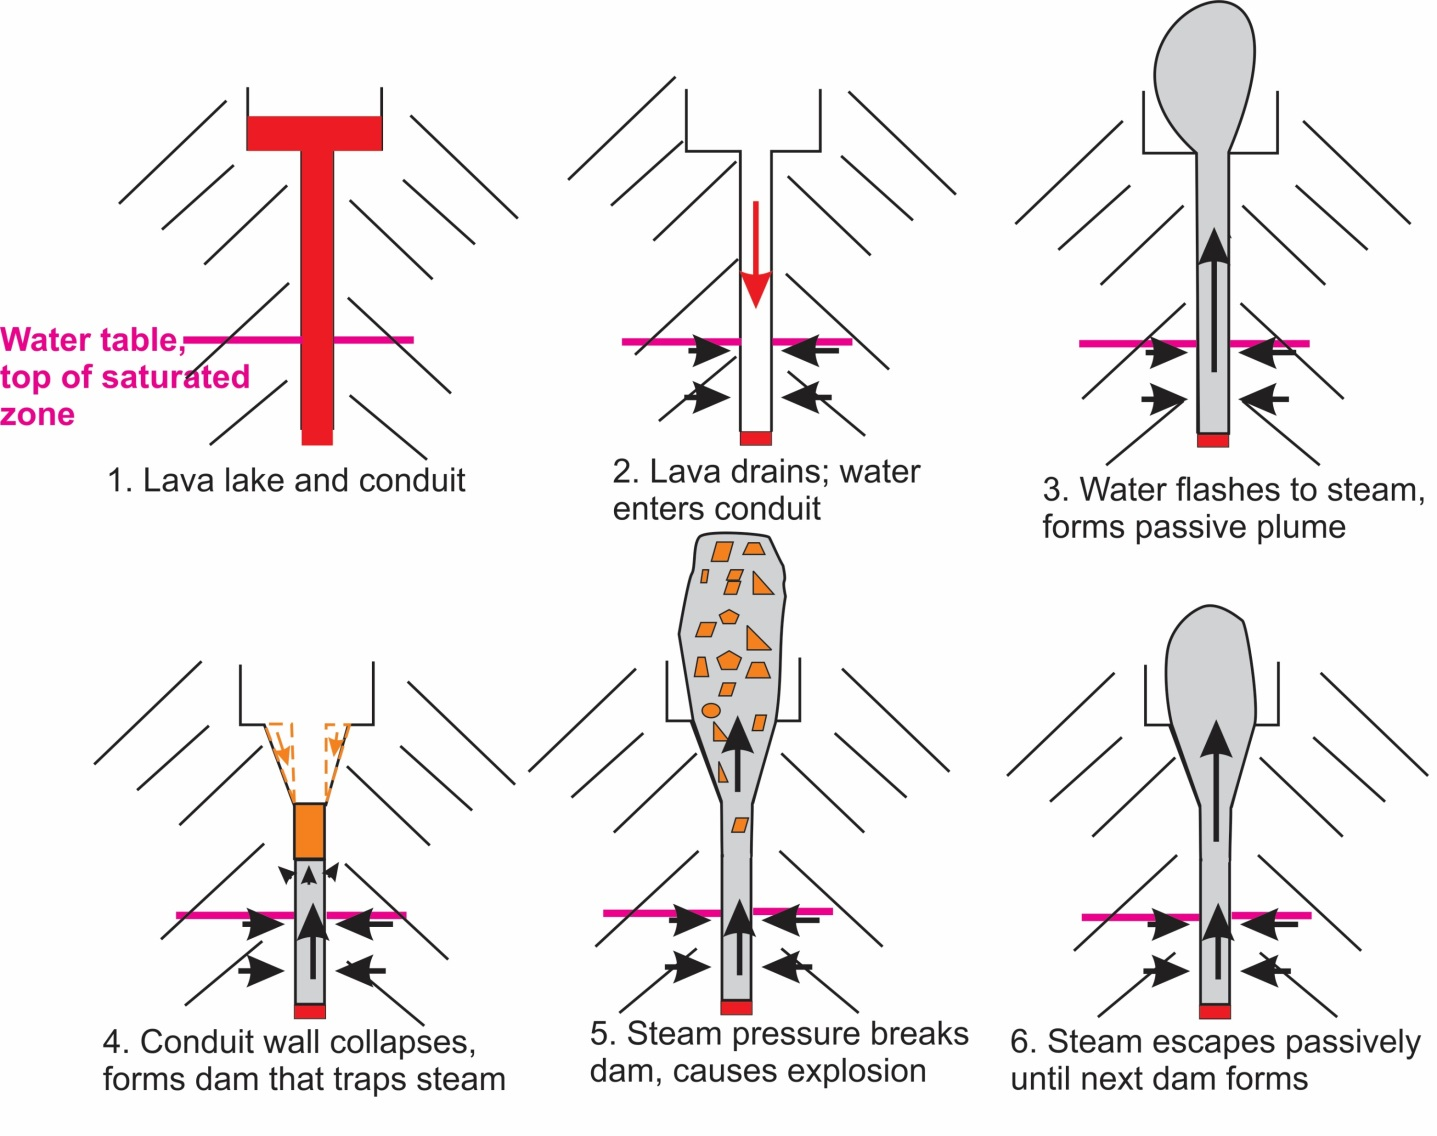 Water table,
top of saturated
zone
1. Lava lake and conduit
2. Lava drains; water
enters conduit
3. Water flashes to steam,
forms passive plume
4. Conduit wall collapses,
forms dam that traps steam
5. Steam pressure breaks
dam, causes explosion
6. Steam escapes passively
until next dam forms